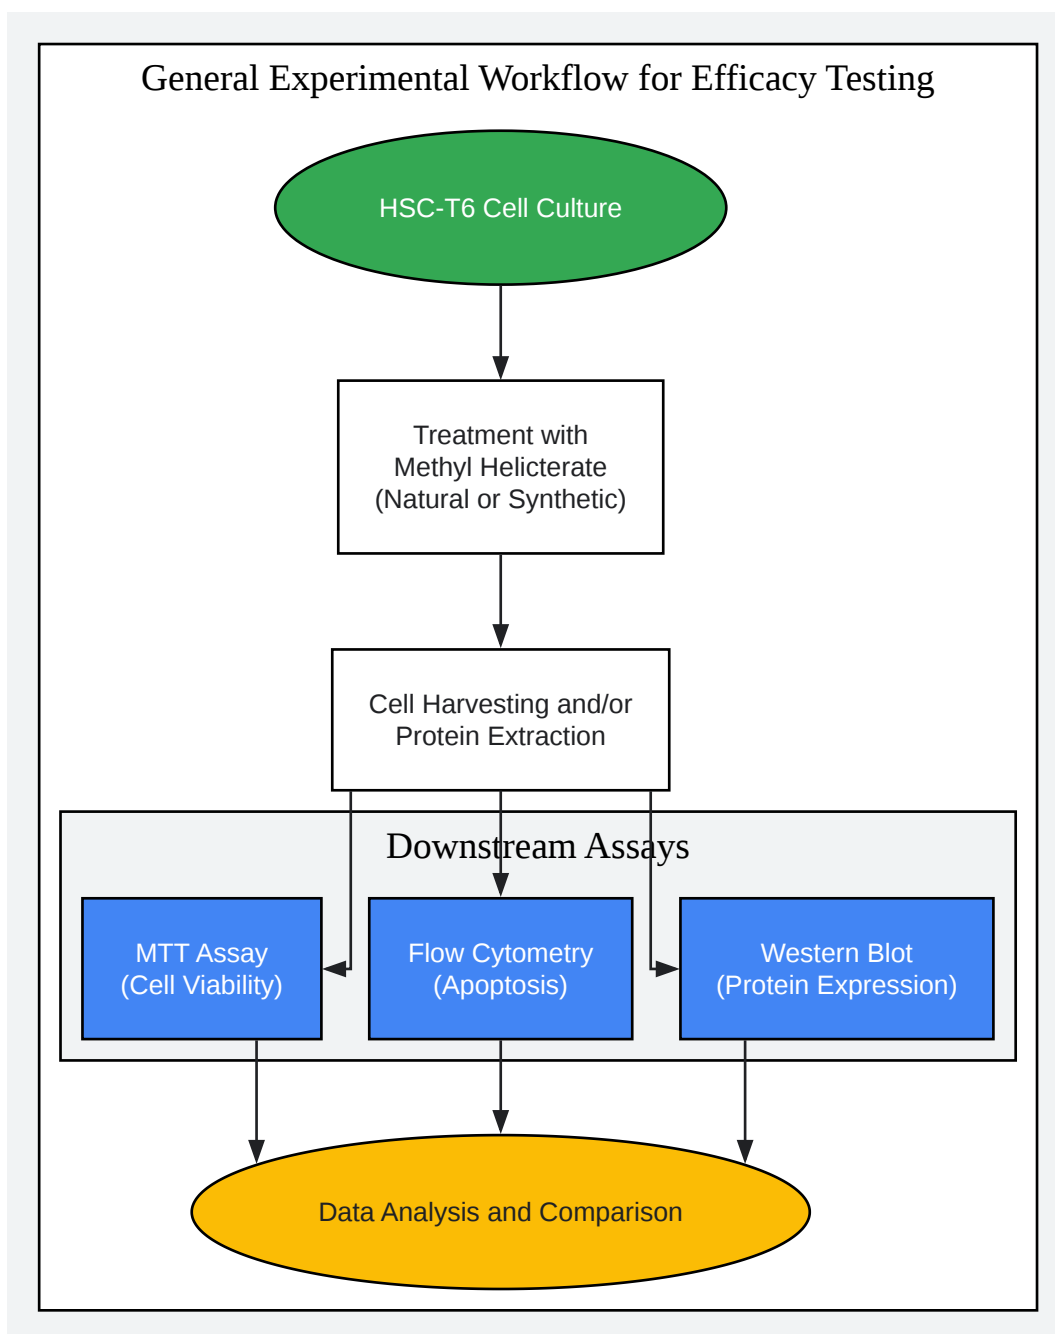 General Experimental Workflow for Efficacy Testing
HSC-T6 Cell Culture
Treatment with
Methyl Helicterate
(Natural or Synthetic)
Cell Harvesting and/or
Protein Extraction
Downstream Assays
MTT Assay
(Cell Viability)
Flow Cytometry
(Apoptosis)
Western Blot
(Protein Expression)
Data Analysis and Comparison